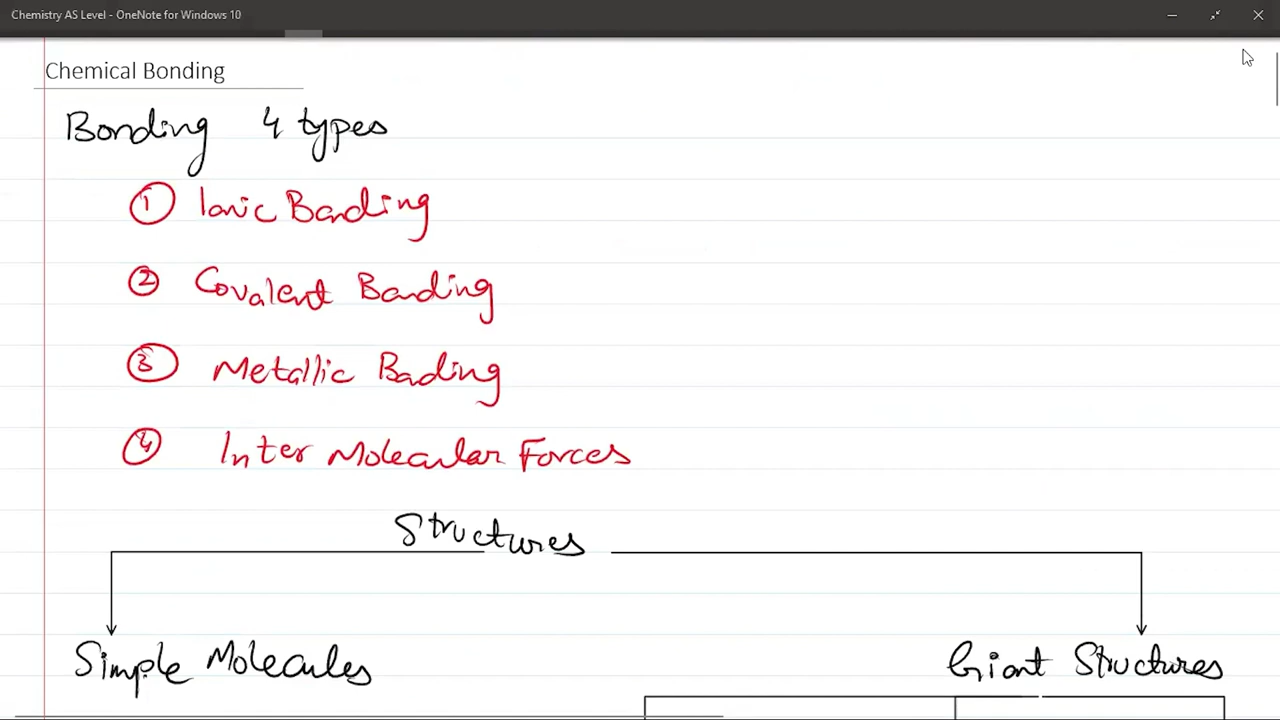 Chemistry AS Level - OneNote for Windows 10
Chemical Bonding
Bonding 4 types
① Ionic Bonding
② Covalent Bonding
③ Metallic Bading
④ Inter Molecular Forces
Structures
Simple Molecules Giant Structures